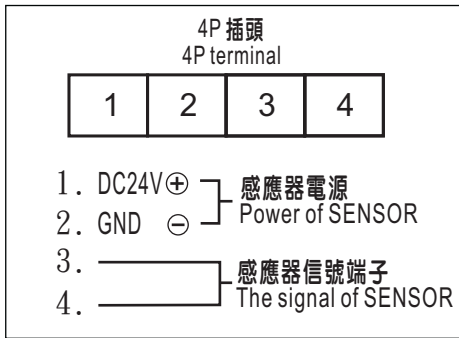 4P 插頭
4P terminal
1 2 3 4
1. DC24V⊕
2. GND ⊖
感應器電源
Power of SENSOR
3.
4.
感應器信號端子
The signal of SENSOR